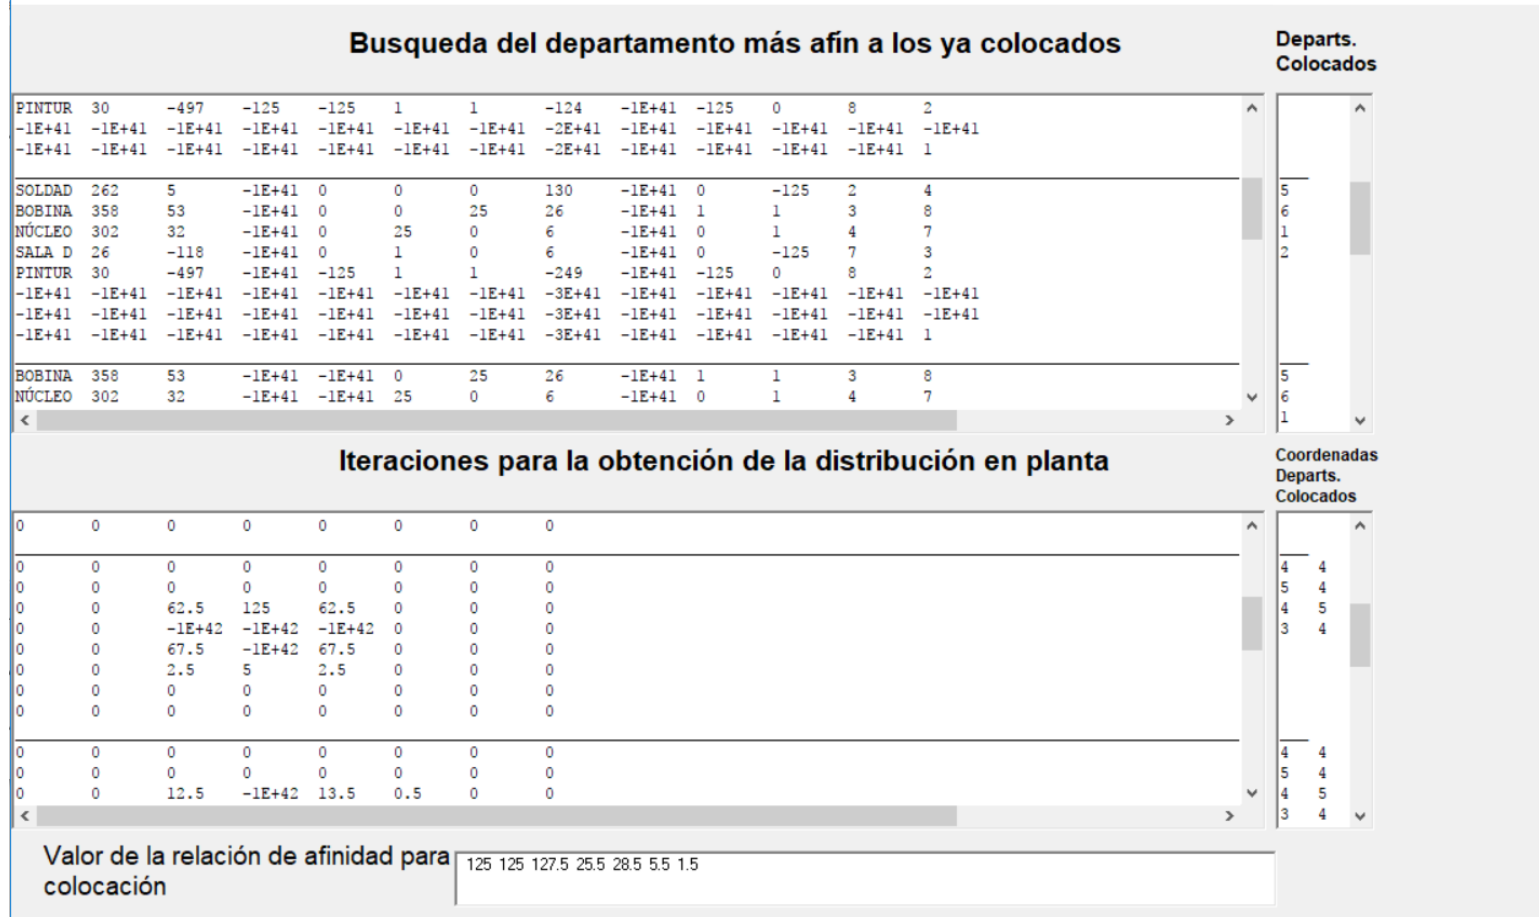 Busqueda del departamento más afín a los ya colocados
Departs.
Colocados
PINTUR 30 -497 -125 -125 1 1 -124 -1E+41 -125 0 8 2
-1E+41 -1E+41 -1E+41 -1E+41 -1E+41 -1E+41 -1E+41 -2E+41 -1E+41 -1E+41 -1E+41 -1E+41 -1E+41
-1E+41 -1E+41 -1E+41 -1E+41 -1E+41 -1E+41 -1E+41 -2E+41 -1E+41 -1E+41 -1E+41 -1E+41 1
SOLDAD 262 5 -1E+41 0 0 0 130 -1E+41 0 -125 2 4
BOBINA 358 53 -1E+41 0 0 25 26 -1E+41 1 1 3 8
NÚCLEO 302 32 -1E+41 0 25 0 6 -1E+41 0 1 4 7
SALA D 26 -118 -1E+41 0 1 0 6 -1E+41 0 -125 7 3
PINTUR 30 -497 -1E+41 -125 1 1 -249 -1E+41 -125 0 8 2
-1E+41 -1E+41 -1E+41 -1E+41 -1E+41 -1E+41 -1E+41 -3E+41 -1E+41 -1E+41 -1E+41 -1E+41 -1E+41
-1E+41 -1E+41 -1E+41 -1E+41 -1E+41 -1E+41 -1E+41 -3E+41 -1E+41 -1E+41 -1E+41 -1E+41 -1E+41
-1E+41 -1E+41 -1E+41 -1E+41 -1E+41 -1E+41 -1E+41 -3E+41 -1E+41 -1E+41 -1E+41 -1E+41 1
BOBINA 358 53 -1E+41 -1E+41 0 25 26 -1E+41 1 1 3 8
NÚCLEO 302 32 -1E+41 -1E+41 25 0 6 -1E+41 0 1 4 7
5
6
1
2
5
6
1
Iteraciones para la obtención de la distribución en planta
Coordenadas
Departs.
Colocados
0 0 0 0 0 0 0 0
0 0 0 0 0 0 0 0
0 0 0 0 0 0 0 0
0 0 62.5 125 62.5 0 0 0
0 0 -1E+42 -1E+42 -1E+42 0 0 0
0 0 67.5 -1E+42 67.5 0 0 0
0 0 2.5 5 2.5 0 0 0
0 0 0 0 0 0 0 0
0 0 0 0 0 0 0 0
0 0 0 0 0 0 0 0
0 0 0 0 0 0 0 0
0 0 12.5 -1E+42 13.5 0.5 0 0
4 4
5 4
4 5
3 4
4 4
5 4
4 5
3 4
Valor de la relación de afinidad para
colocación
125 125 127.5 25.5 28.5 5.5 1.5